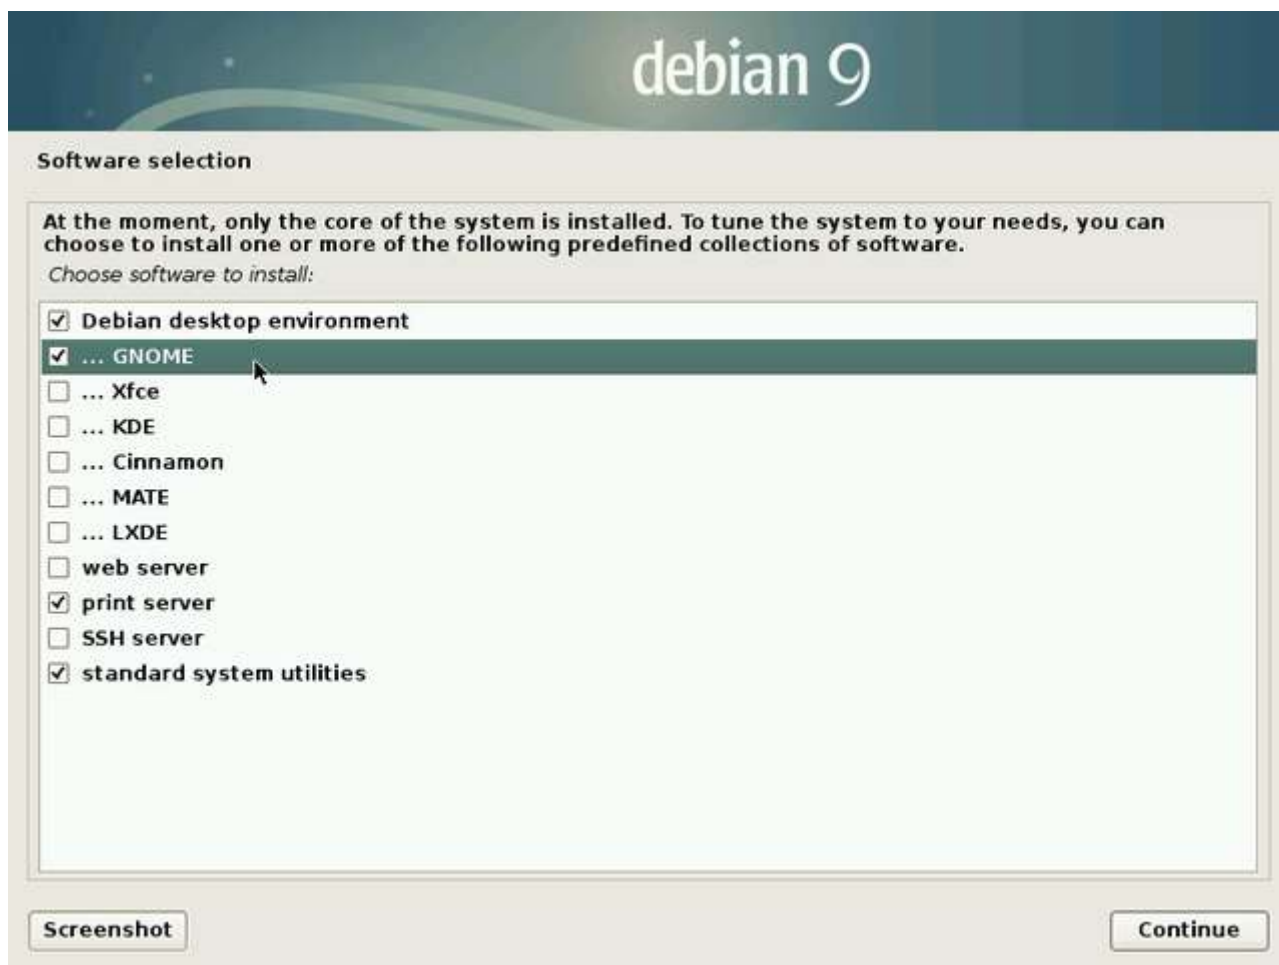 debian 9
Software selection
At the moment, only the core of the system is installed. To tune the system to your needs, you can
choose to install one or more of the following predefined collections of software.
Choose software to install:
Debian desktop environment
... GNOME
... Xfce
... KDE
... Cinnamon
... MATE
... LXDE
web server
print server
SSH server
standard system utilities
Screenshot
Continue